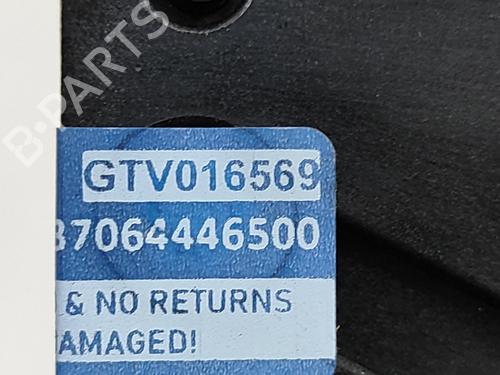 B-PARTS
GTV016569
37064446500
& NO RETURNS
AMAGED!